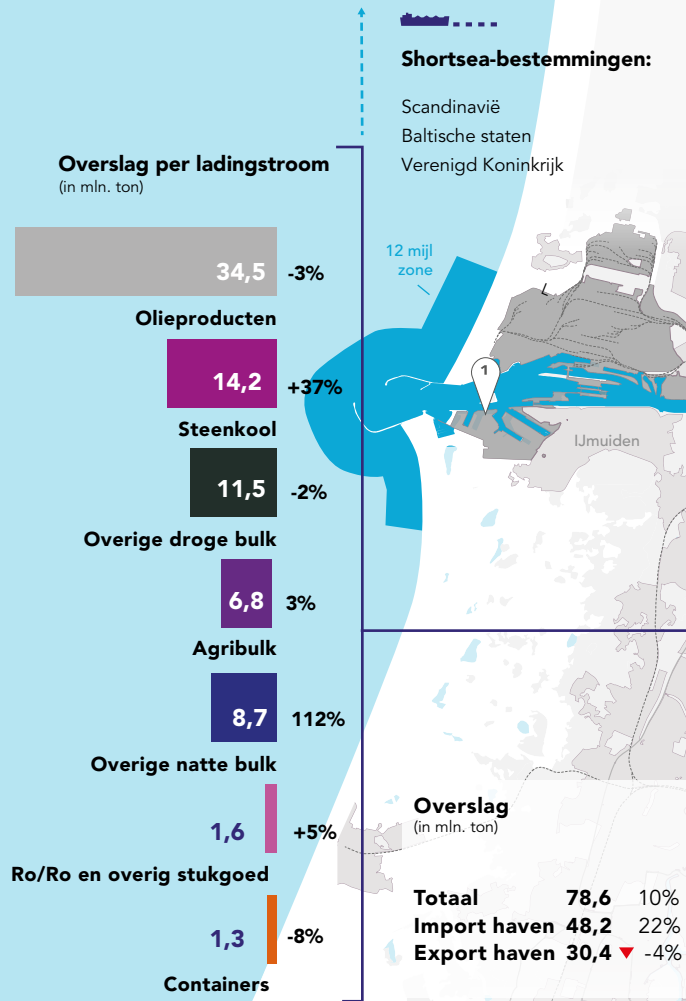 Shortsea-bestemmingen:
Scandinavië
Baltische staten
Verenigd Koninkrijk
Overslag per ladingstroom
(in mln. ton)
34,5 -3%
Olieproducten
14,2 +37%
Steenkool
11,5 -2%
Overige droge bulk
6,8 3%
Agribulk
8,7 112%
Overige natte bulk
1,6 +5%
Ro/Ro en overig stukgoed
1,3 -8%
Containers
12 mijl
zone
1
IJmuiden
Overslag
(in mln. ton)
Totaal 78,6 10%
Import haven 48,2 22%
Export haven 30,4 ▼ -4%